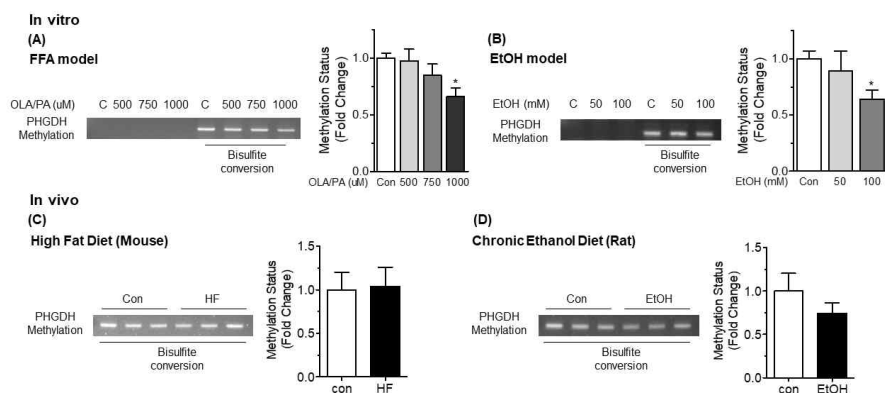 In vitro
(A)
FFA model
OLA/PA (uM) C 500 750 1000 C 500 750 1000
PHGDH
Methylation
Bisulfite
conversion
Methylation Status
(Fold Change)
1.0
0.5
0.0
*
OLA/PA (uM) Con 500 750 1000
(B)
EtOH model
EtOH (mM) C 50 100 C 50 100
PHGDH
Methylation
Bisulfite
conversion
Methylation Status
(Fold Change)
1.0
0.5
0.0
*
EtOH (mM) Con 50 100
In vivo
(C)
High Fat Diet (Mouse)
Con HF
PHGDH
Methylation
Bisulfite
conversion
Methylation Status
(Fold Change)
1.5
1.0
0.5
0.0
con HF
(D)
Chronic Ethanol Diet (Rat)
Con EtOH
PHGDH
Methylation
Bisulfite
conversion
Methylation Status
(Fold Change)
1.5
1.0
0.5
0.0
con EtOH